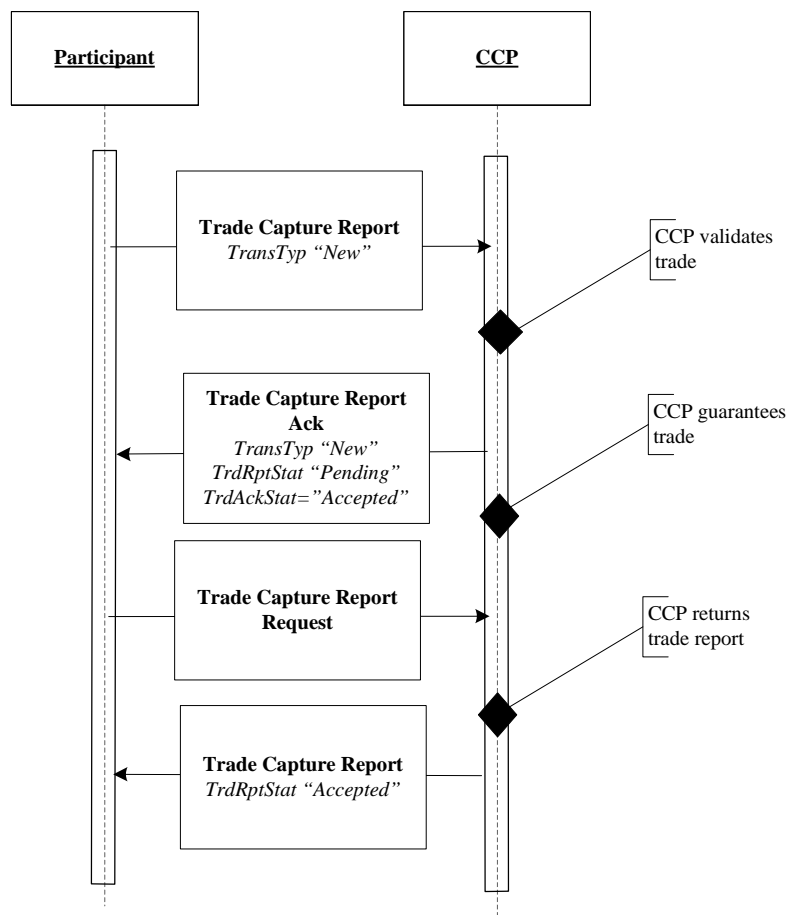 Participant
CCP
Trade Capture Report
TransTyp “New”
CCP validates
trade
Trade Capture Report
Ack
TransTyp “New”
TrdRptStat “Pending”
TrdAckStat=”Accepted”
CCP guarantees
trade
Trade Capture Report
Request
CCP returns
trade report
Trade Capture Report
TrdRptStat “Accepted”